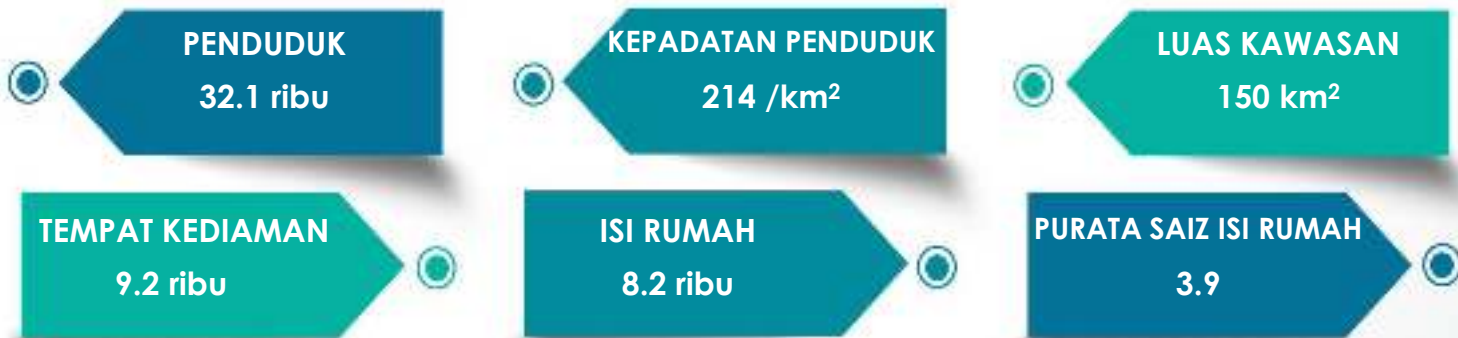 PENDUDUK
32.1 ribu
KEPADATAN PENDUDUK
214 /km²
LUAS KAWASAN
150 km²
TEMPAT KEDIAMAN
9.2 ribu
ISI RUMAH
8.2 ribu
PURATA SAIZ ISI RUMAH
3.9